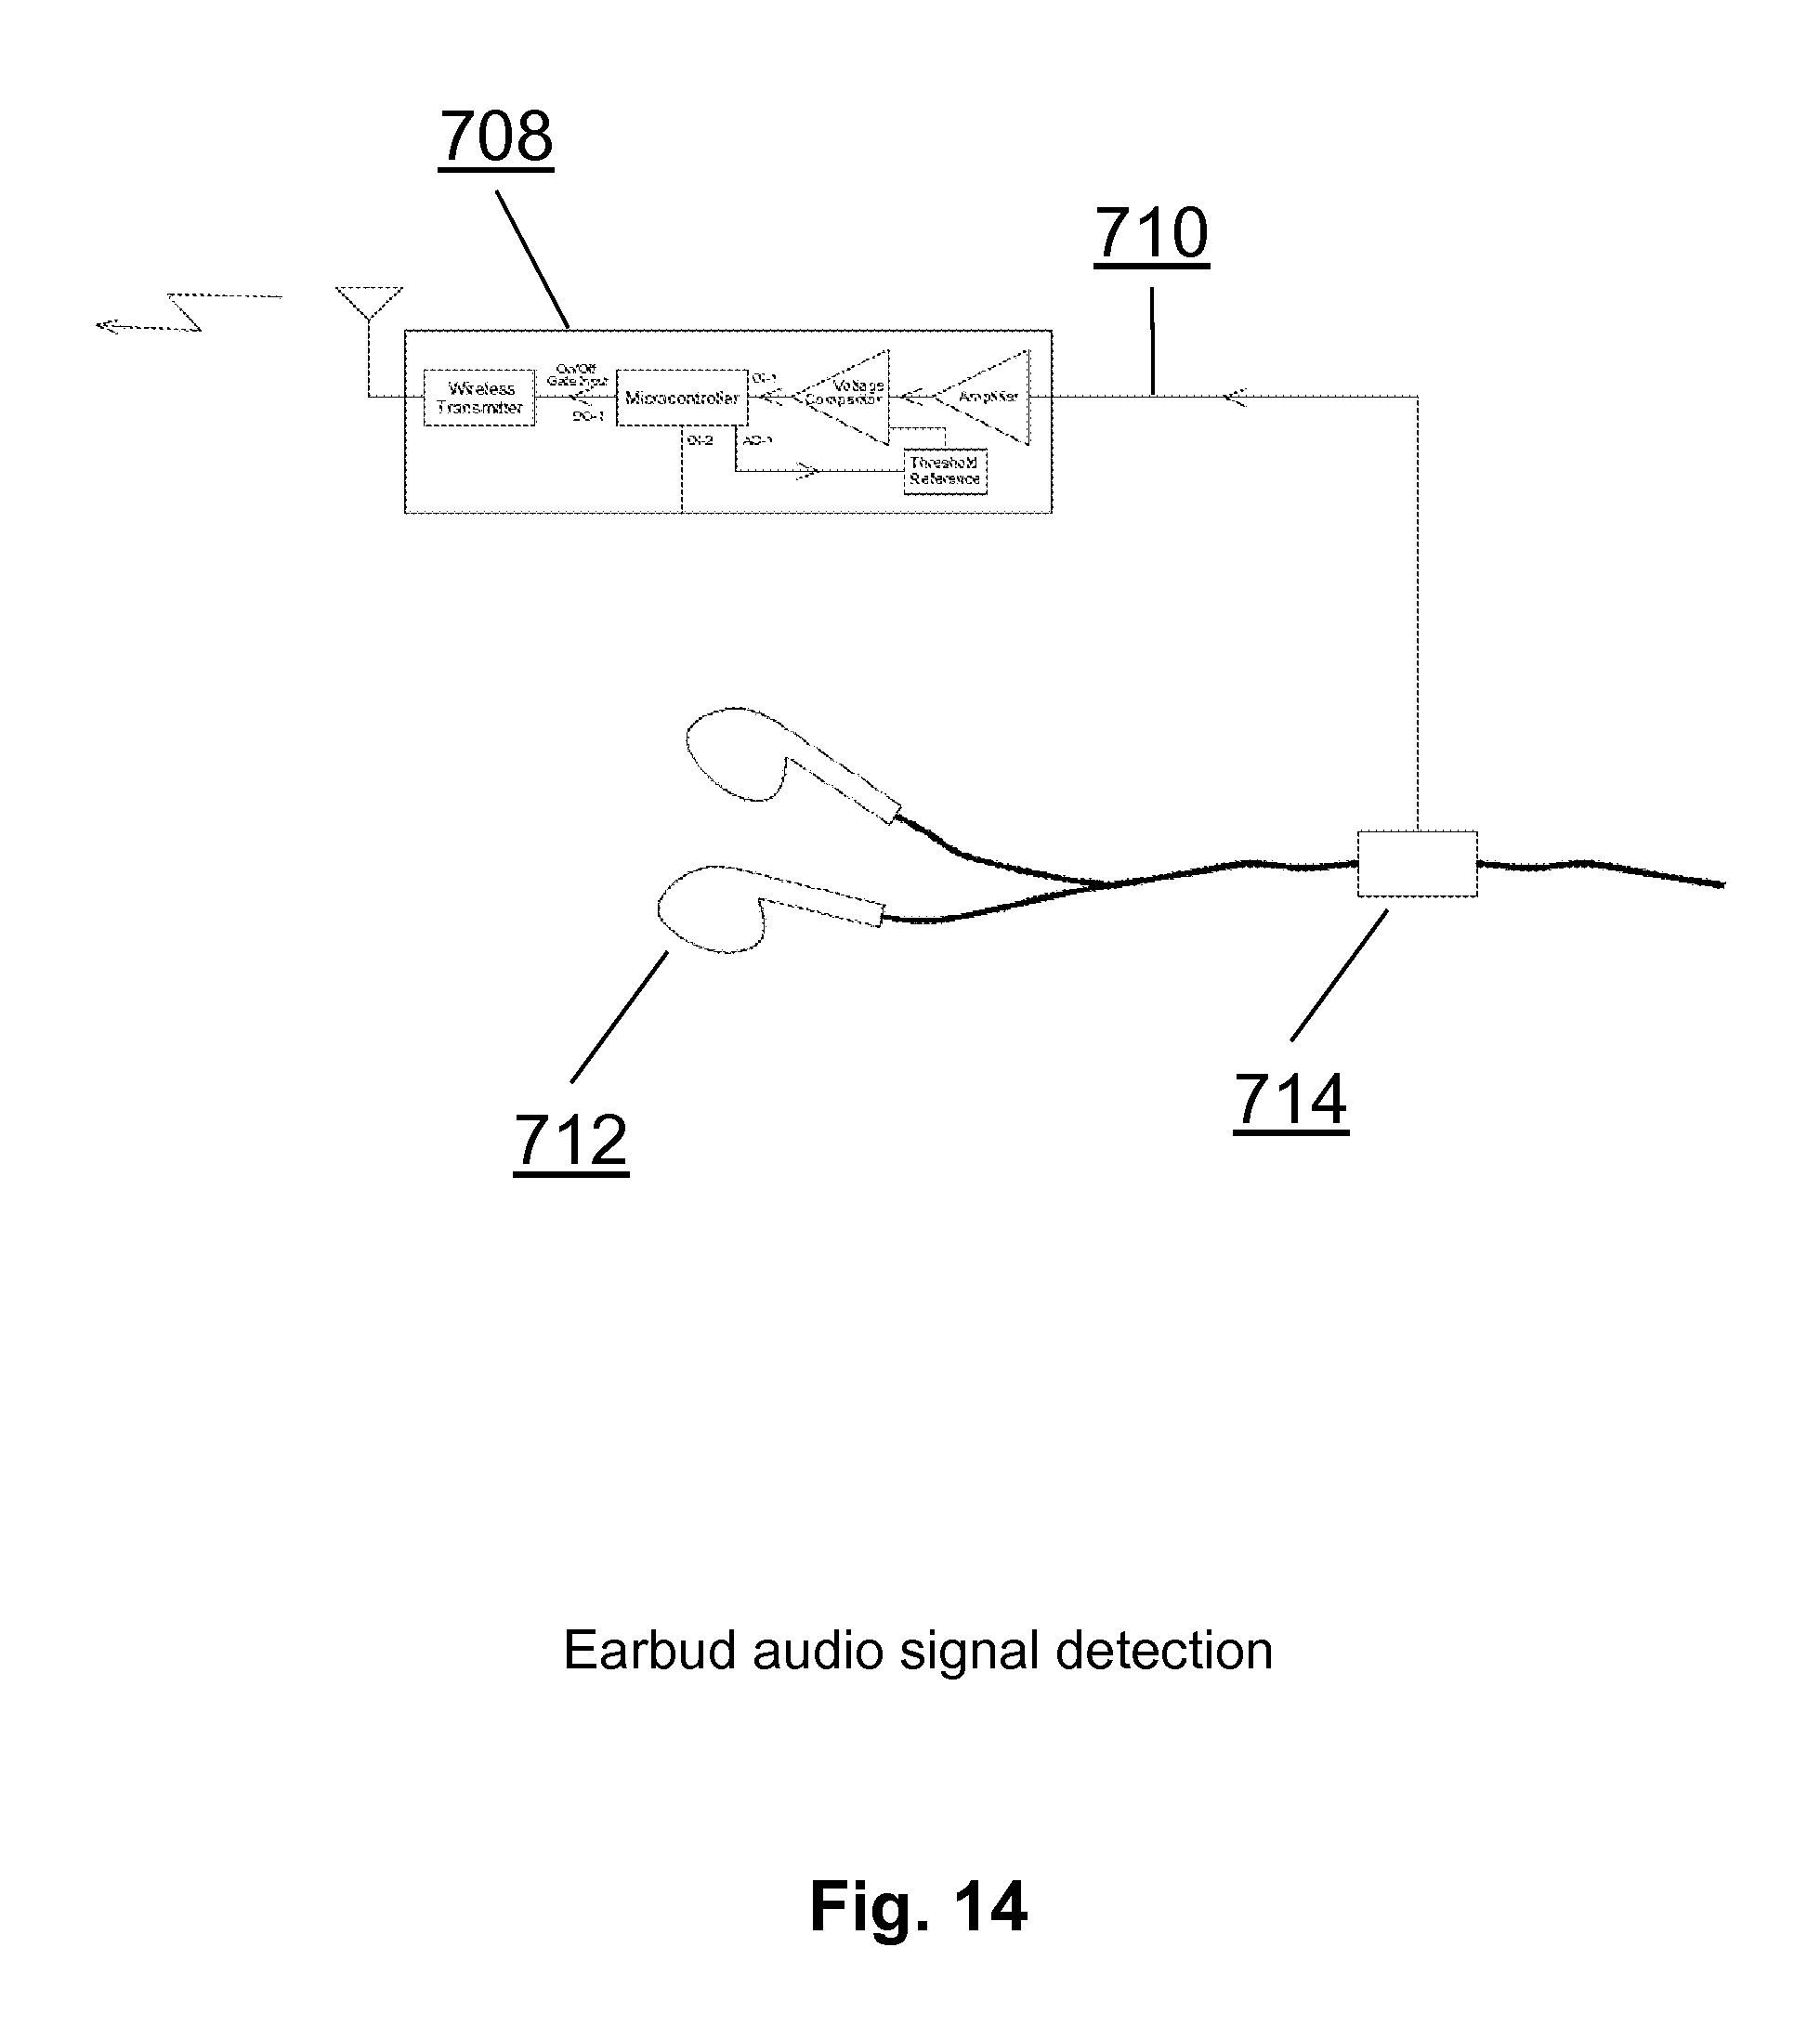 708
710
On/Off
Gate Input
Wireless
Transmitter
DO-1
Microcontroller
DI-1
Voltage
Amplifier
DI-2
AO-1
Threshold
Reference
712
714
Earbud audio signal detection
Fig. 14